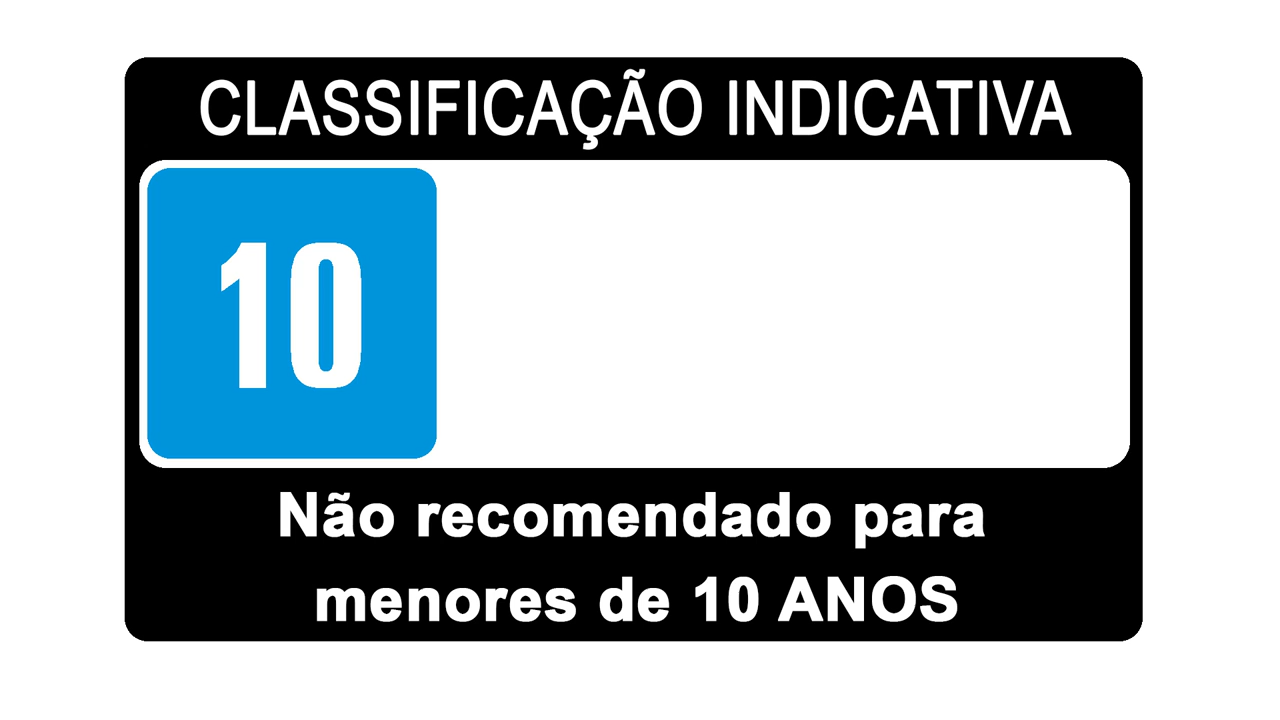 CLASSIFICAÇÃO INDICATIVA
10
Não recomendado para
menores de 10 ANOS